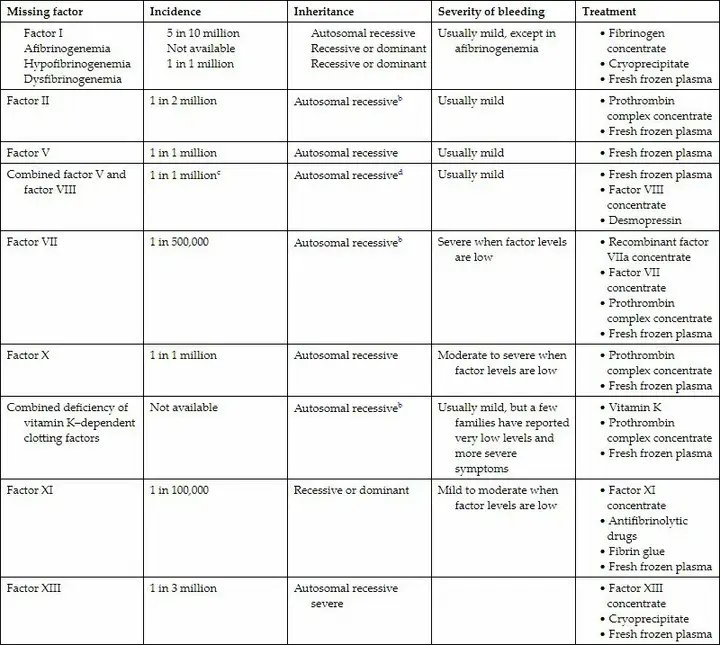 Missing factor Incidence Inheritance Severity of bleeding Treatment
Factor I 5 in 10 million Autosomal recessive Usually mild, except in • Fibrinogen
Afibrinogenemia Not available Recessive or dominant afibrinogenemia concentrate
Hypofibrinogenemia 1 in 1 million Recessive or dominant • Cryoprecipitate
Dysfibrinogenemia • Fresh frozen plasma
Factor II 1 in 2 million Autosomal recessiveᵇ Usually mild • Prothrombin
complex concentrate
• Fresh frozen plasma
Factor V 1 in 1 million Autosomal recessive Usually mild • Fresh frozen plasma
Combined factor V and 1 in 1 millionᶜ Autosomal recessiveᵈ Usually mild • Fresh frozen plasma
factor VIII • Factor VIII
concentrate
• Desmopressin
Factor VII 1 in 500,000 Autosomal recessiveᵇ Severe when factor levels • Recombinant factor
are low VIIa concentrate
• Factor VII
concentrate
• Prothrombin
complex concentrate
• Fresh frozen plasma
Factor X 1 in 1 million Autosomal recessive Moderate to severe when • Prothrombin
factor levels are low complex concentrate
• Fresh frozen plasma
Combined deficiency of Not available Autosomal recessiveᵇ Usually mild, but a few • Vitamin K
vitamin K–dependent families have reported • Prothrombin
clotting factors very low levels and complex concentrate
more severe • Fresh frozen plasma
symptoms
Factor XI 1 in 100,000 Recessive or dominant Mild to moderate when • Factor XI
factor levels are low concentrate
• Antifibrinolytic
drugs
• Fibrin glue
• Fresh frozen plasma
Factor XIII 1 in 3 million Autosomal recessive • Factor XIII
severe concentrate
• Cryoprecipitate
• Fresh frozen plasma